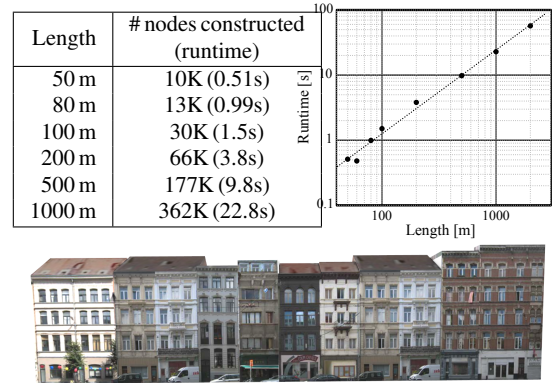 Length
# nodes constructed
(runtime)
50 m 10K (0.51s)
80 m 13K (0.99s)
100 m 30K (1.5s)
200 m 66K (3.8s)
500 m 177K (9.8s)
1000 m 362K (22.8s)
100
10
1
0.1
Runtime [s]
100 1000
Length [m]